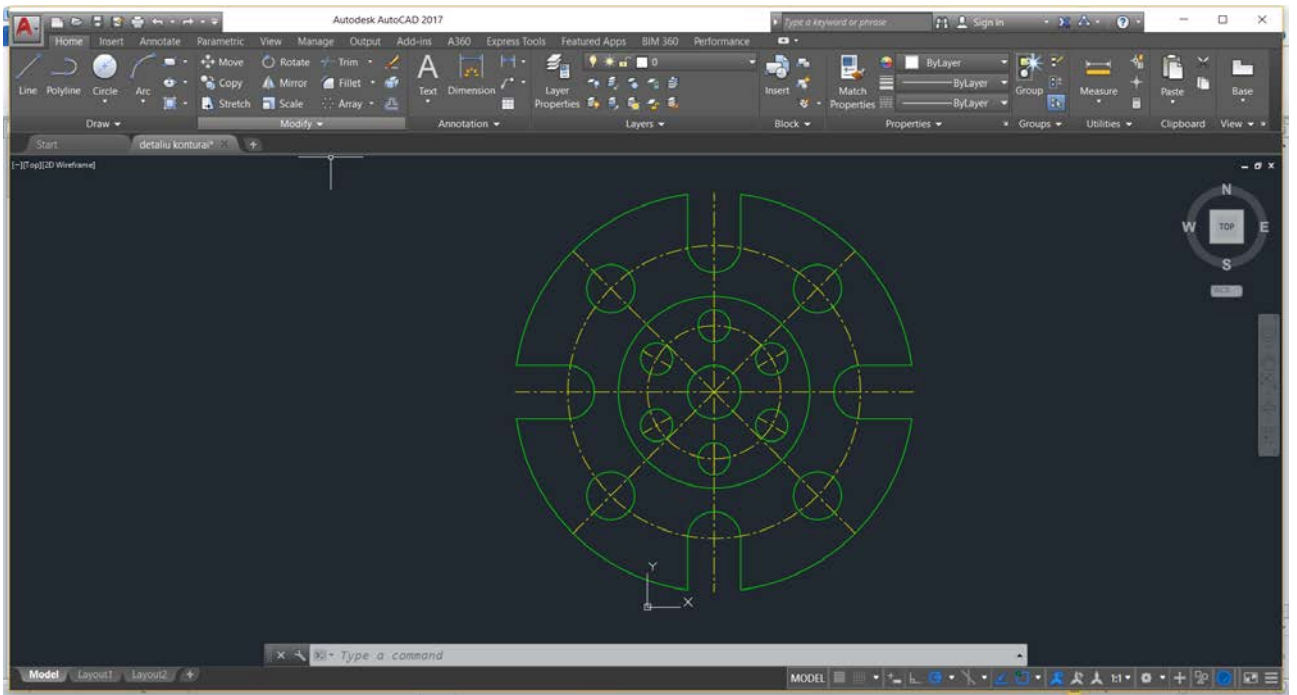 A
Autodesk AutoCAD 2017
Type a keyword or phrase
Sign In
Home Insert Annotate Parametric View Manage Output Add-ins A360 Express Tools Featured Apps BIM 360 Performance
Move Rotate Trim
Copy Mirror Fillet
Stretch Scale Array
Line Polyline Circle Arc
A
Text Dimension
Layer Properties
0
Insert
Match Properties
ByLayer
ByLayer
ByLayer
Group
Measure
Paste
Base
Draw Modify Annotation Layers Block Properties Groups Utilities Clipboard View
Start detaliu konturai*
[−][Top][2D Wireframe]
N
W TOP E
S
WCS
Y
X
Type a command
Model Layout1 Layout2 +
MODEL 1:1